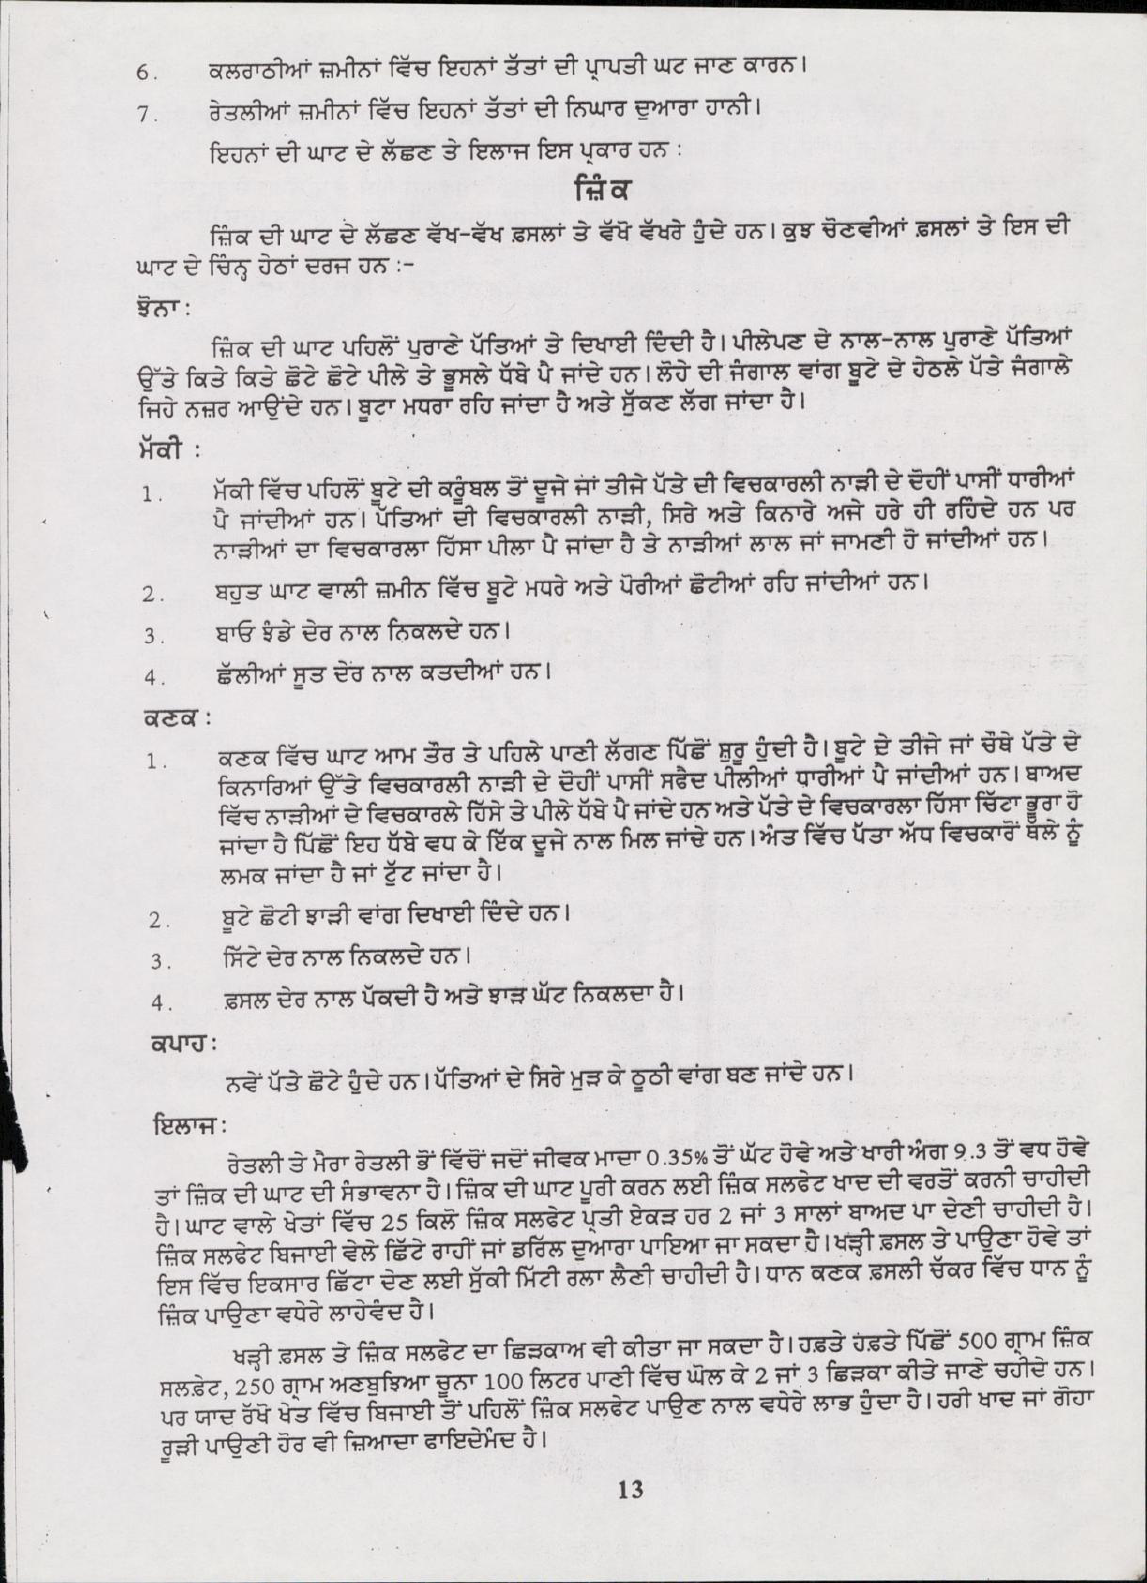 6. ਕਲਰਾਠੀਆਂ ਜ਼ਮੀਨਾਂ ਵਿੱਚ ਇਹਨਾਂ ਤੱਤਾਂ ਦੀ ਪ੍ਰਾਪਤੀ ਘਟ ਜਾਣ ਕਾਰਨ।
7. ਰੇਤਲੀਆਂ ਜ਼ਮੀਨਾਂ ਵਿੱਚ ਇਹਨਾਂ ਤੱਤਾਂ ਦੀ ਨਿਘਾਰ ਦੁਆਰਾ ਹਾਨੀ।
ਇਹਨਾਂ ਦੀ ਘਾਟ ਦੇ ਲੱਛਣ ਤੇ ਇਲਾਜ ਇਸ ਪ੍ਰਕਾਰ ਹਨ :
ਜ਼ਿੰਕ
ਜ਼ਿੰਕ ਦੀ ਘਾਟ ਦੇ ਲੱਛਣ ਵੱਖ-ਵੱਖ ਫ਼ਸਲਾਂ ਤੇ ਵੱਖੋ ਵੱਖਰੇ ਹੁੰਦੇ ਹਨ। ਕੁਝ ਚੋਣਵੀਆਂ ਫ਼ਸਲਾਂ ਤੇ ਇਸ ਦੀ
ਘਾਟ ਦੇ ਚਿੰਨ੍ਹ ਹੇਠਾਂ ਦਰਜ ਹਨ :-
ਝੋਨਾ :
ਜ਼ਿੰਕ ਦੀ ਘਾਟ ਪਹਿਲੋਂ ਪੁਰਾਣੇ ਪੱਤਿਆਂ ਤੇ ਦਿਖਾਈ ਦਿੰਦੀ ਹੈ। ਪੀਲੇਪਣ ਦੇ ਨਾਲ-ਨਾਲ ਪੁਰਾਣੇ ਪੱਤਿਆਂ
ਉੱਤੇ ਕਿਤੇ ਕਿਤੇ ਛੋਟੇ ਛੋਟੇ ਪੀਲੇ ਤੇ ਭੂਸਲੇ ਧੱਬੇ ਪੈ ਜਾਂਦੇ ਹਨ। ਲੋਹੇ ਦੀ ਜੰਗਾਲ ਵਾਂਗ ਬੂਟੇ ਦੇ ਹੇਠਲੇ ਪੱਤੇ ਜੰਗਾਲੇ
ਜਿਹੇ ਨਜ਼ਰ ਆਉਂਦੇ ਹਨ। ਬੂਟਾ ਮਧਰਾ ਰਹਿ ਜਾਂਦਾ ਹੈ ਅਤੇ ਸੁੱਕਣ ਲੱਗ ਜਾਂਦਾ ਹੈ।
ਮੱਕੀ :
1. ਮੱਕੀ ਵਿੱਚ ਪਹਿਲੋਂ ਬੂਟੇ ਦੀ ਕਰੂੰਬਲ ਤੋਂ ਦੂਜੇ ਜਾਂ ਤੀਜੇ ਪੱਤੇ ਦੀ ਵਿਚਕਾਰਲੀ ਨਾੜੀ ਦੇ ਦੋਹੀਂ ਪਾਸੀਂ ਧਾਰੀਆਂ
ਪੈ ਜਾਂਦੀਆਂ ਹਨ। ਪੱਤਿਆਂ ਦੀ ਵਿਚਕਾਰਲੀ ਨਾੜੀ, ਸਿਰੇ ਅਤੇ ਕਿਨਾਰੇ ਅਜੇ ਹਰੇ ਹੀ ਰਹਿੰਦੇ ਹਨ ਪਰ
ਨਾੜੀਆਂ ਦਾ ਵਿਚਕਾਰਲਾ ਹਿੱਸਾ ਪੀਲਾ ਪੈ ਜਾਂਦਾ ਹੈ ਤੇ ਨਾੜੀਆਂ ਲਾਲ ਜਾਂ ਜਾਮਣੀ ਹੋ ਜਾਂਦੀਆਂ ਹਨ।
2. ਬਹੁਤ ਘਾਟ ਵਾਲੀ ਜ਼ਮੀਨ ਵਿੱਚ ਬੂਟੇ ਮਧਰੇ ਅਤੇ ਪੋਰੀਆਂ ਛੋਟੀਆਂ ਰਹਿ ਜਾਂਦੀਆਂ ਹਨ।
3. ਬਾਓ ਝੰਡੇ ਦੇਰ ਨਾਲ ਨਿਕਲਦੇ ਹਨ।
4. ਛੱਲੀਆਂ ਸੂਤ ਦੇਰ ਨਾਲ ਕਤਦੀਆਂ ਹਨ।
ਕਣਕ :
1. ਕਣਕ ਵਿੱਚ ਘਾਟ ਆਮ ਤੌਰ ਤੇ ਪਹਿਲੇ ਪਾਣੀ ਲੱਗਣ ਪਿੱਛੋਂ ਸ਼ੁਰੂ ਹੁੰਦੀ ਹੈ। ਬੂਟੇ ਦੇ ਤੀਜੇ ਜਾਂ ਚੌਥੇ ਪੱਤੇ ਦੇ
ਕਿਨਾਰਿਆਂ ਉੱਤੇ ਵਿਚਕਾਰਲੀ ਨਾੜੀ ਦੇ ਦੋਹੀਂ ਪਾਸੀਂ ਸਫੈਦ ਪੀਲੀਆਂ ਧਾਰੀਆਂ ਪੈ ਜਾਂਦੀਆਂ ਹਨ। ਬਾਅਦ
ਵਿੱਚ ਨਾੜੀਆਂ ਦੇ ਵਿਚਕਾਰਲੇ ਹਿੱਸੇ ਤੇ ਪੀਲੇ ਧੱਬੇ ਪੈ ਜਾਂਦੇ ਹਨ ਅਤੇ ਪੱਤੇ ਦੇ ਵਿਚਕਾਰਲਾ ਹਿੱਸਾ ਚਿੱਟਾ ਭੂਰਾ ਹੋ
ਜਾਂਦਾ ਹੈ ਪਿੱਛੋਂ ਇਹ ਧੱਬੇ ਵਧ ਕੇ ਇੱਕ ਦੂਜੇ ਨਾਲ ਮਿਲ ਜਾਂਦੇ ਹਨ। ਅੰਤ ਵਿੱਚ ਪੱਤਾ ਅੱਧ ਵਿਚਕਾਰੋਂ ਥੱਲੇ ਨੂੰ
ਲਮਕ ਜਾਂਦਾ ਹੈ ਜਾਂ ਟੁੱਟ ਜਾਂਦਾ ਹੈ।
2. ਬੂਟੇ ਛੋਟੀ ਝਾੜੀ ਵਾਂਗ ਦਿਖਾਈ ਦਿੰਦੇ ਹਨ।
3. ਸਿੱਟੇ ਦੇਰ ਨਾਲ ਨਿਕਲਦੇ ਹਨ।
4. ਫ਼ਸਲ ਦੇਰ ਨਾਲ ਪੱਕਦੀ ਹੈ ਅਤੇ ਝਾੜ ਘੱਟ ਨਿਕਲਦਾ ਹੈ।
ਕਪਾਹ :
ਨਵੇਂ ਪੱਤੇ ਛੋਟੇ ਹੁੰਦੇ ਹਨ। ਪੱਤਿਆਂ ਦੇ ਸਿਰੇ ਮੁੜ ਕੇ ਠੂਠੀ ਵਾਂਗ ਬਣ ਜਾਂਦੇ ਹਨ।
ਇਲਾਜ :
ਰੇਤਲੀ ਤੇ ਮੈਰਾ ਰੇਤਲੀ ਭੌਂ ਵਿੱਚੋਂ ਜਦੋਂ ਜੀਵਕ ਮਾਦਾ 0.35% ਤੋਂ ਘੱਟ ਹੋਵੇ ਅਤੇ ਖਾਰੀ ਅੰਗ 9.3 ਤੋਂ ਵਧ ਹੋਵੇ
ਤਾਂ ਜ਼ਿੰਕ ਦੀ ਘਾਟ ਦੀ ਸੰਭਾਵਨਾ ਹੈ। ਜ਼ਿੰਕ ਦੀ ਘਾਟ ਪੂਰੀ ਕਰਨ ਲਈ ਜ਼ਿੰਕ ਸਲਫੇਟ ਖਾਦ ਦੀ ਵਰਤੋਂ ਕਰਨੀ ਚਾਹੀਦੀ
ਹੈ। ਘਾਟ ਵਾਲੇ ਖੇਤਾਂ ਵਿੱਚ 25 ਕਿਲੋ ਜ਼ਿੰਕ ਸਲਫੇਟ ਪ੍ਰਤੀ ਏਕੜ ਹਰ 2 ਜਾਂ 3 ਸਾਲਾਂ ਬਾਅਦ ਪਾ ਦੇਣੀ ਚਾਹੀਦੀ ਹੈ।
ਜ਼ਿੰਕ ਸਲਫੇਟ ਬਿਜਾਈ ਵੇਲੇ ਛਿੱਟੇ ਰਾਹੀਂ ਜਾਂ ਡਰਿੱਲ ਦੁਆਰਾ ਪਾਇਆ ਜਾ ਸਕਦਾ ਹੈ। ਖੜ੍ਹੀ ਫ਼ਸਲ ਤੇ ਪਾਉਣਾ ਹੋਵੇ ਤਾਂ
ਇਸ ਵਿੱਚ ਇਕਸਾਰ ਛਿੱਟਾ ਦੇਣ ਲਈ ਸੁੱਕੀ ਮਿੱਟੀ ਰਲਾ ਲੈਣੀ ਚਾਹੀਦੀ ਹੈ। ਧਾਨ ਕਣਕ ਫ਼ਸਲੀ ਚੱਕਰ ਵਿੱਚ ਧਾਨ ਨੂੰ
ਜ਼ਿੰਕ ਪਾਉਣਾ ਵਧੇਰੇ ਲਾਹੇਵੰਦ ਹੈ।
ਖੜ੍ਹੀ ਫ਼ਸਲ ਤੇ ਜ਼ਿੰਕ ਸਲਫੇਟ ਦਾ ਛਿੜਕਾਅ ਵੀ ਕੀਤਾ ਜਾ ਸਕਦਾ ਹੈ। ਹਫ਼ਤੇ ਹਫ਼ਤੇ ਪਿੱਛੋਂ 500 ਗ੍ਰਾਮ ਜ਼ਿੰਕ
ਸਲਫ਼ੇਟ, 250 ਗ੍ਰਾਮ ਅਣਬੁਝਿਆ ਚੂਨਾ 100 ਲਿਟਰ ਪਾਣੀ ਵਿੱਚ ਘੋਲ ਕੇ 2 ਜਾਂ 3 ਛਿੜਕਾ ਕੀਤੇ ਜਾਣੇ ਚਹੀਦੇ ਹਨ।
ਪਰ ਯਾਦ ਰੱਖੋ ਖੇਤ ਵਿੱਚ ਬਿਜਾਈ ਤੋਂ ਪਹਿਲੋਂ ਜ਼ਿੰਕ ਸਲਫੇਟ ਪਾਉਣ ਨਾਲ ਵਧੇਰੇ ਲਾਭ ਹੁੰਦਾ ਹੈ। ਹਰੀ ਖਾਦ ਜਾਂ ਗੋਹਾ
ਰੂੜੀ ਪਾਉਣੀ ਹੋਰ ਵੀ ਜ਼ਿਆਦਾ ਫਾਇਦੇਮੰਦ ਹੈ।
13